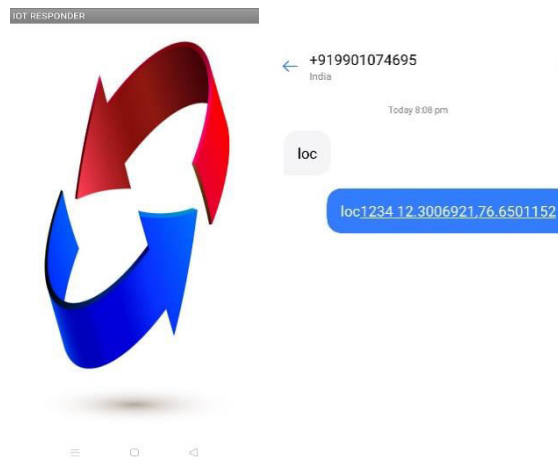 IOT RESPONDER
+919901074695
India
Today 8:08 pm
loc
loc1234 12.3006921,76.6501152